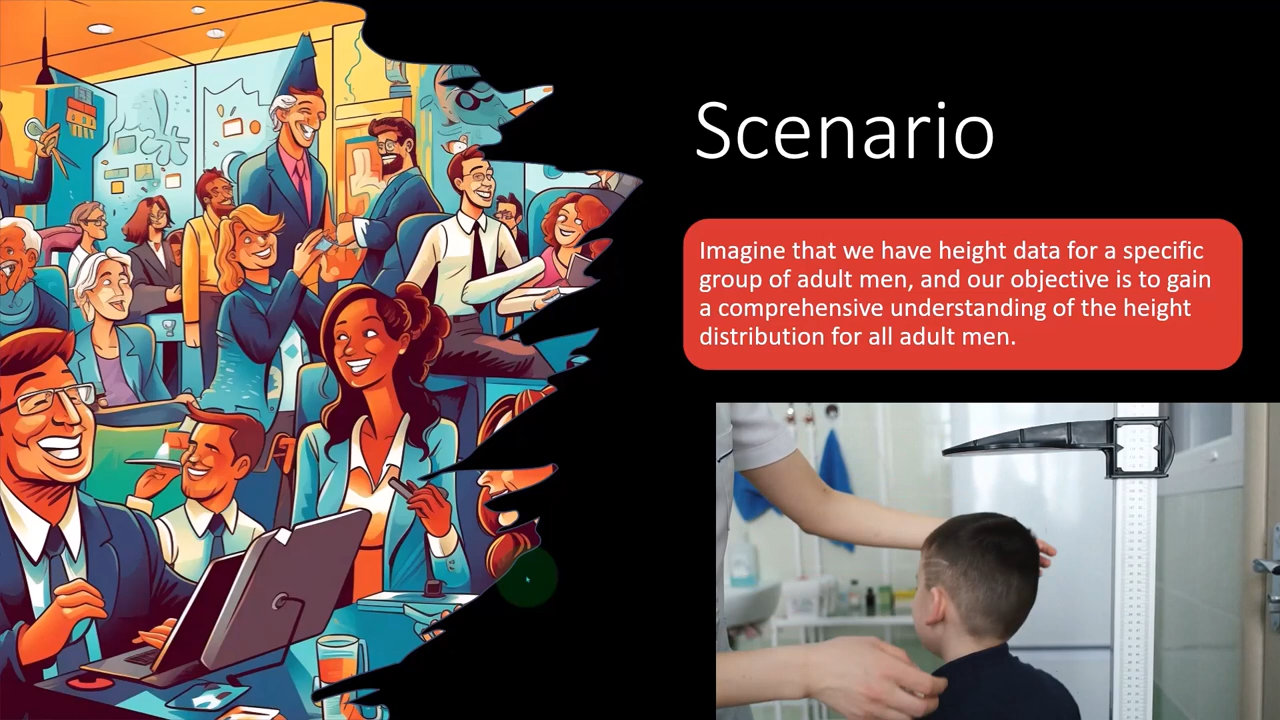 Scenario
Imagine that we have height data for a specific
group of adult men, and our objective is to gain
a comprehensive understanding of the height
distribution for all adult men.